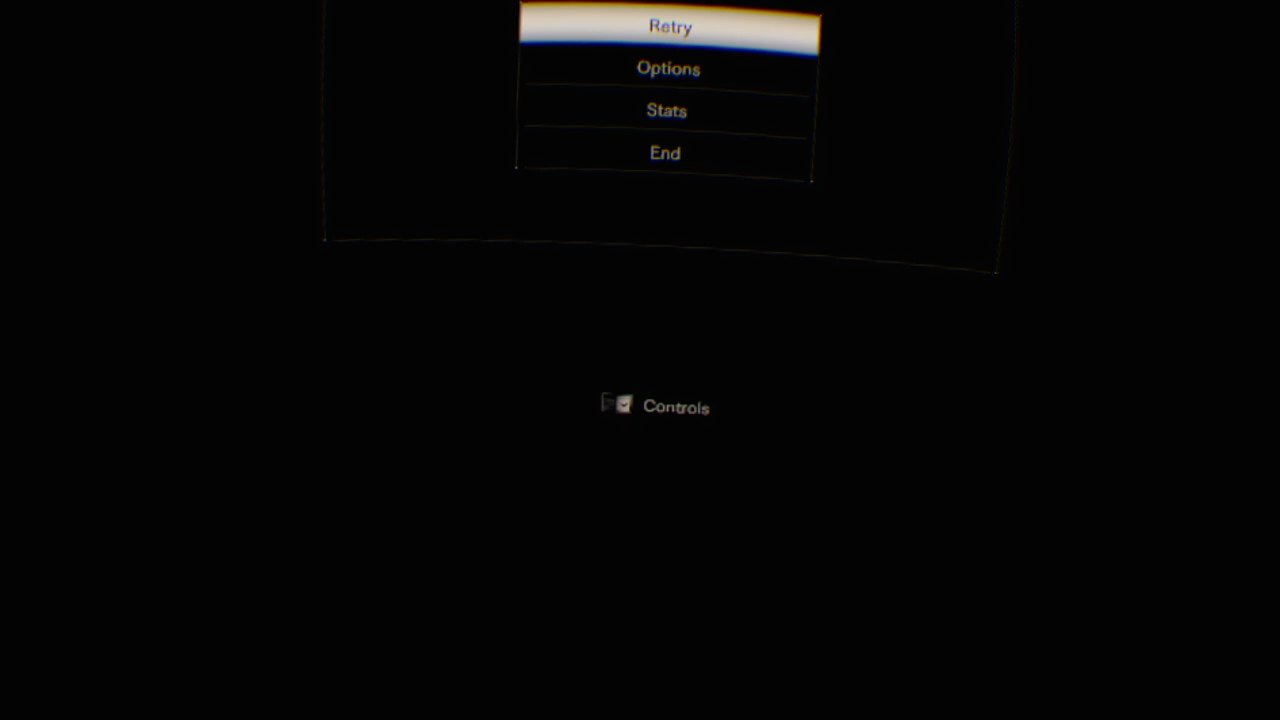 Retry
Options
Stats
End
Controls